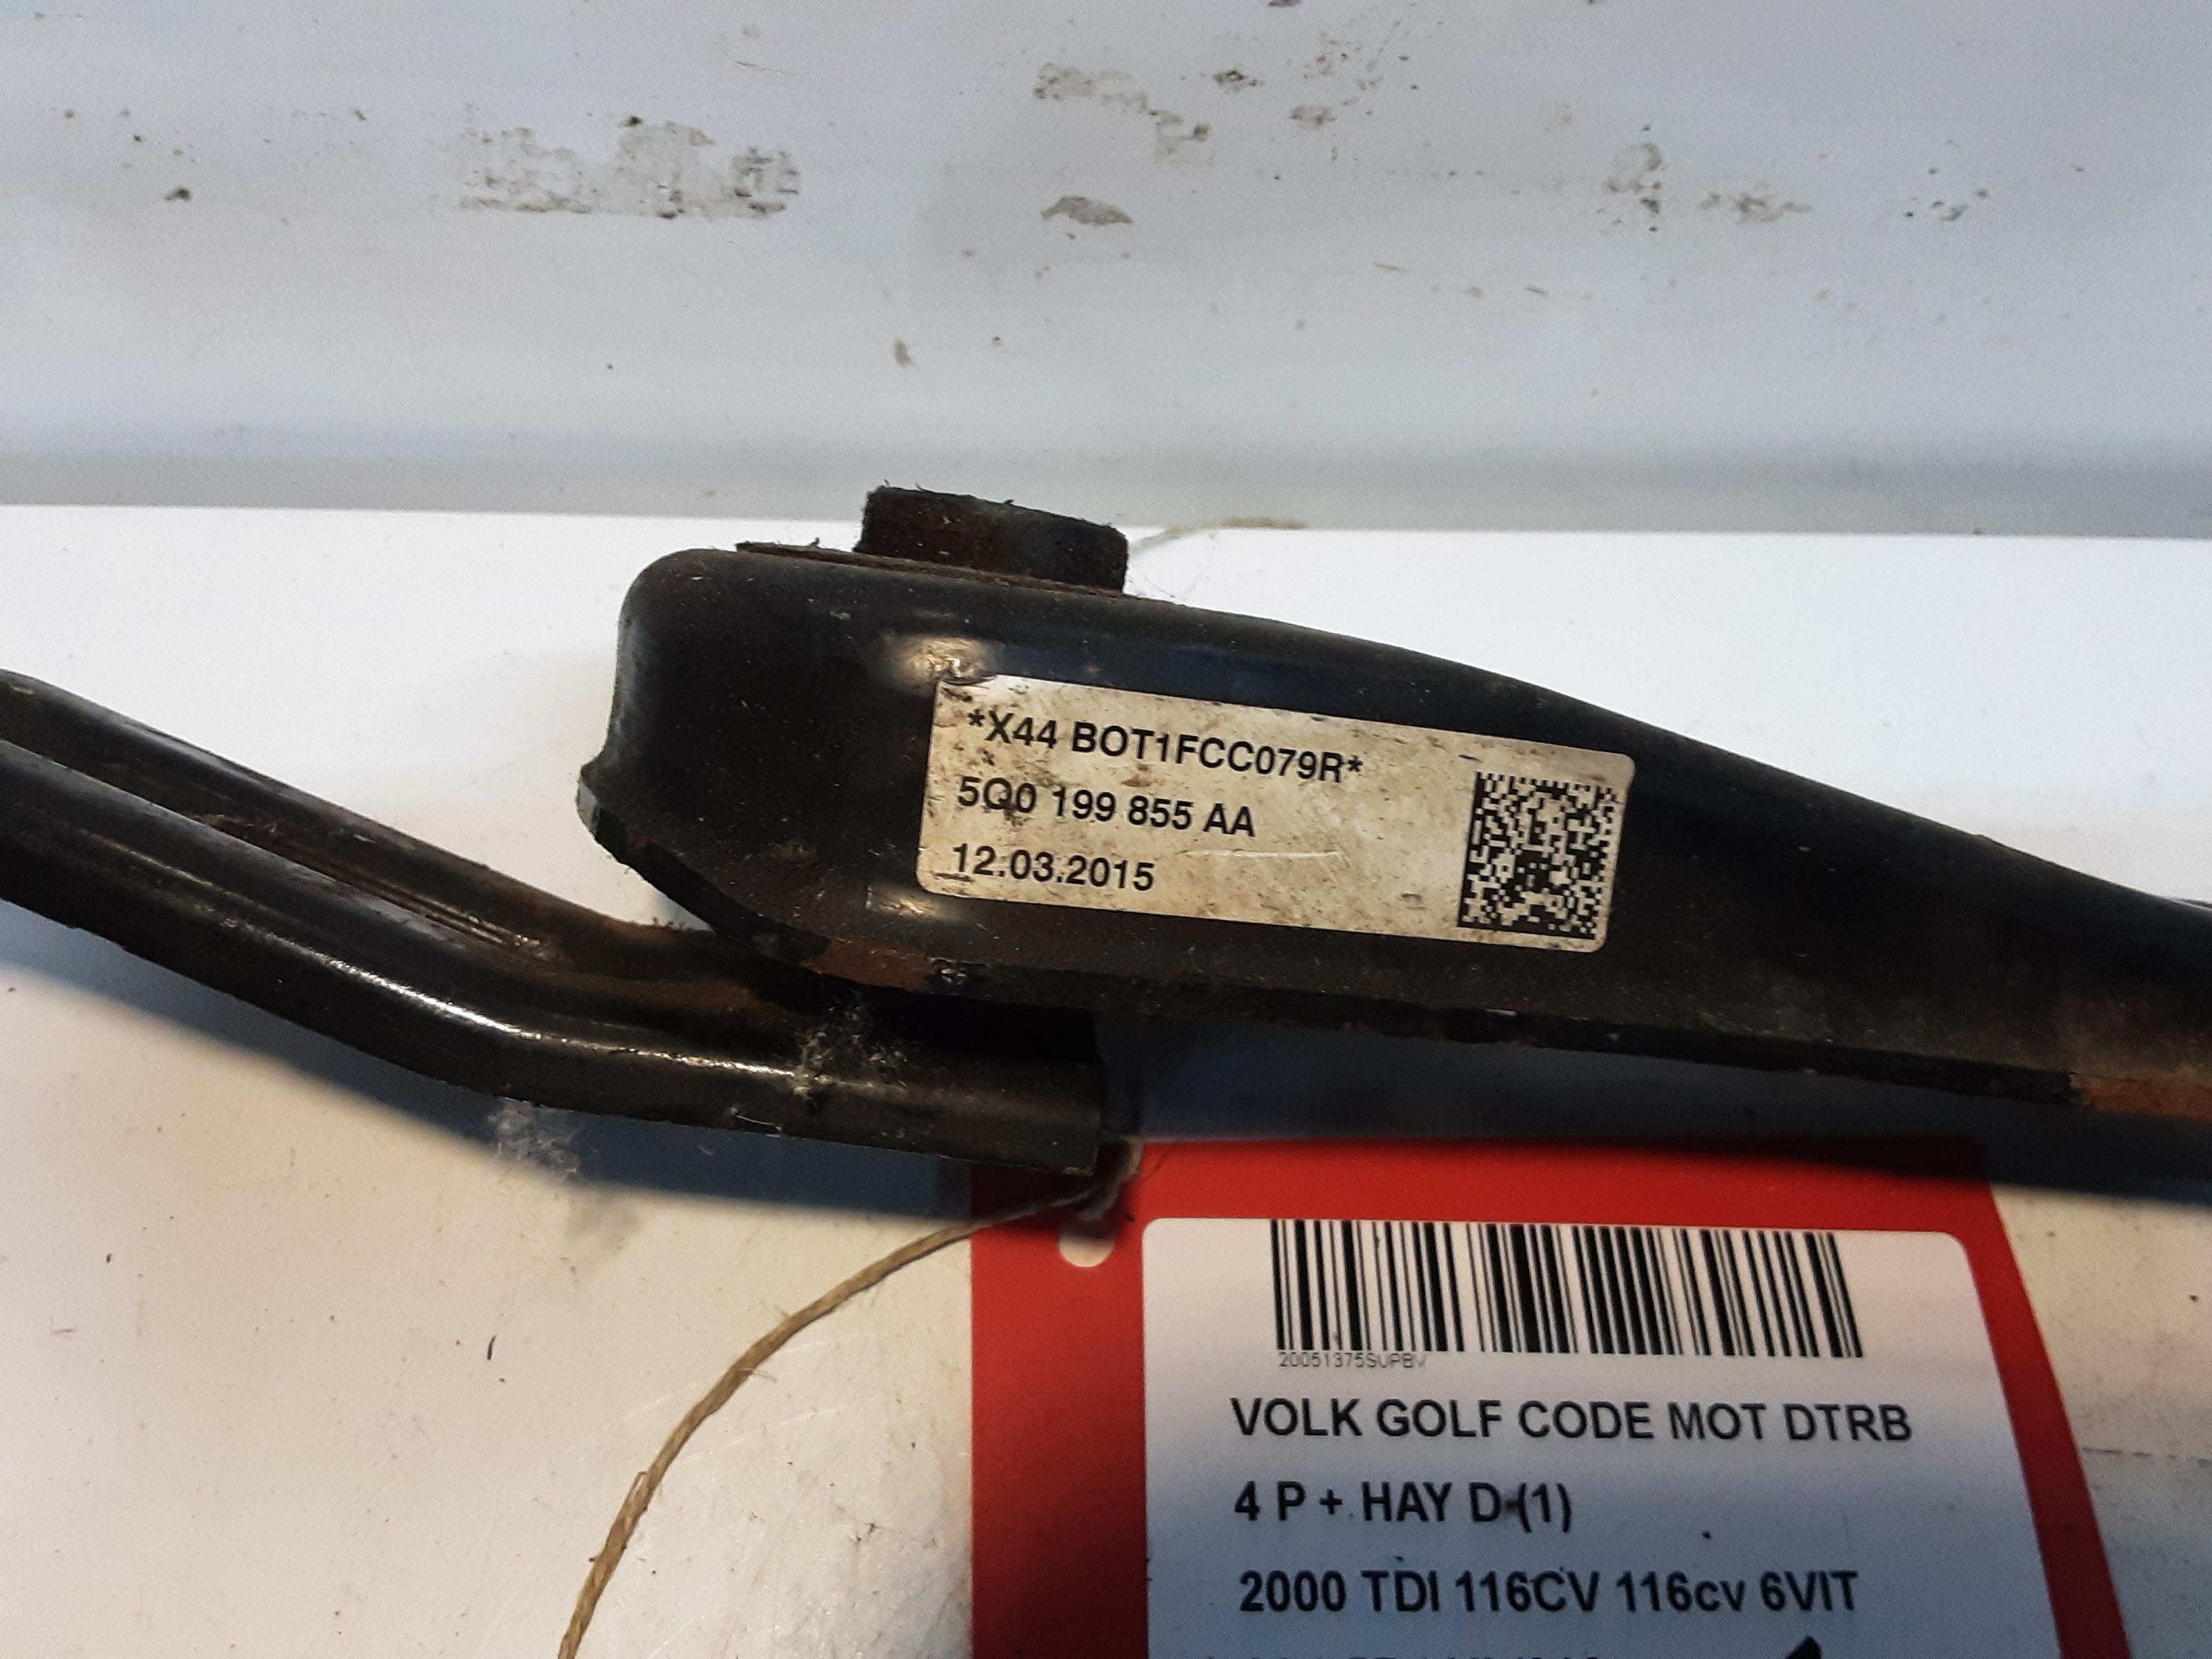 *X44 BOT1FCC079R*
5Q0 199 855 AA
12.03.2015
20051375SUPBV
VOLK GOLF CODE MOT DTRB
4 P + HAY D (1)
2000 TDI 116CV 116cv 6VIT